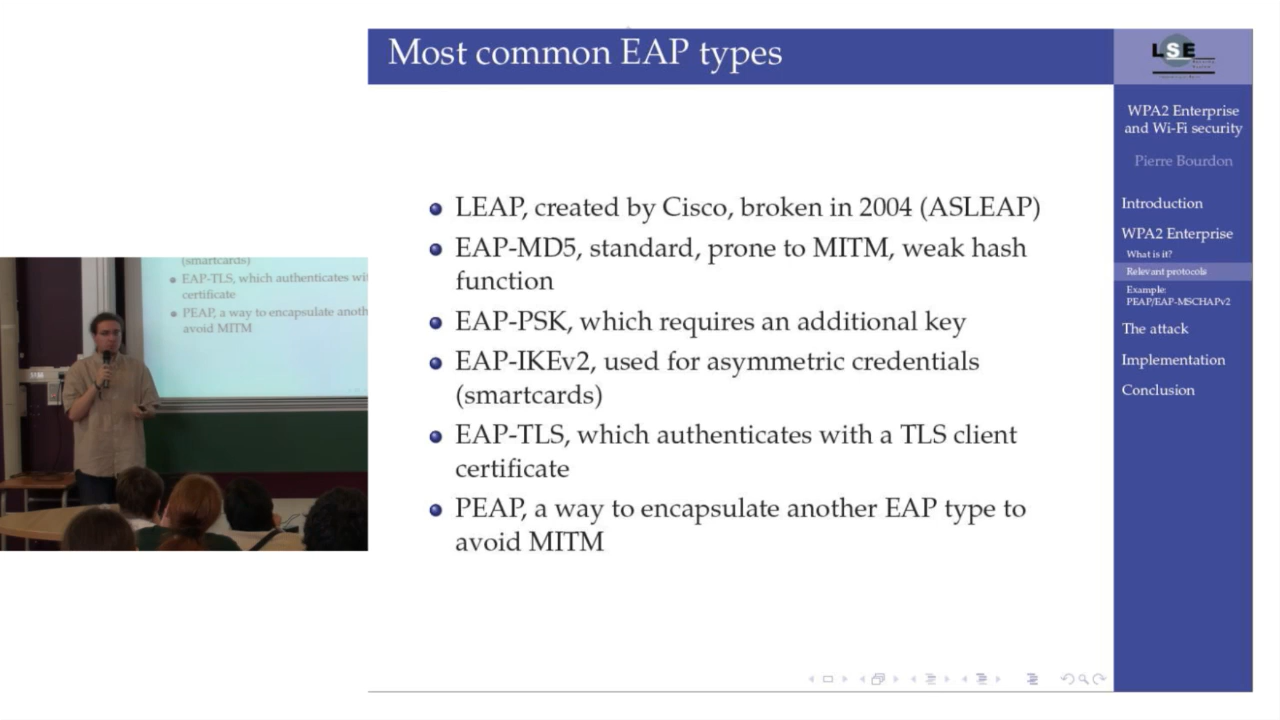 Most common EAP types
LEAP, created by Cisco, broken in 2004 (ASLEAP)
EAP-MD5, standard, prone to MITM, weak hash
function
EAP-PSK, which requires an additional key
EAP-IKEv2, used for asymmetric credentials
(smartcards)
EAP-TLS, which authenticates with a TLS client
certificate
PEAP, a way to encapsulate another EAP type to
avoid MITM
LSE
WPA2 Enterprise
and Wi-Fi security
Pierre Bourdon
Introduction
WPA2 Enterprise
What is it?
Relevant protocols
Example:
PEAP/EAP-MSCHAPv2
The attack
Implementation
Conclusion
(smartcards)
EAP-TLS, which authenticates wi
certificate
PEAP, a way to encapsulate anoth
avoid MITM